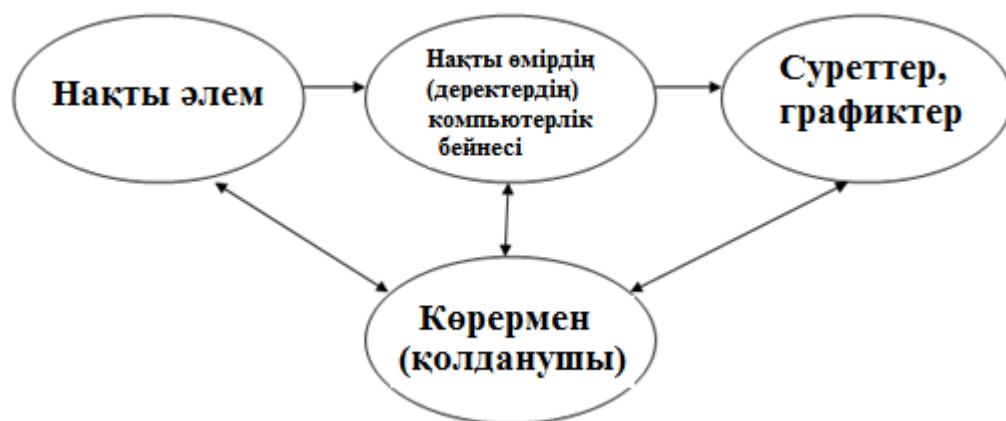 Нақты әлем
Нақты өмірдің
(деректердің)
компьютерлік
бейнесі
Суреттер,
графиктер
Көрермен
(қолданушы)